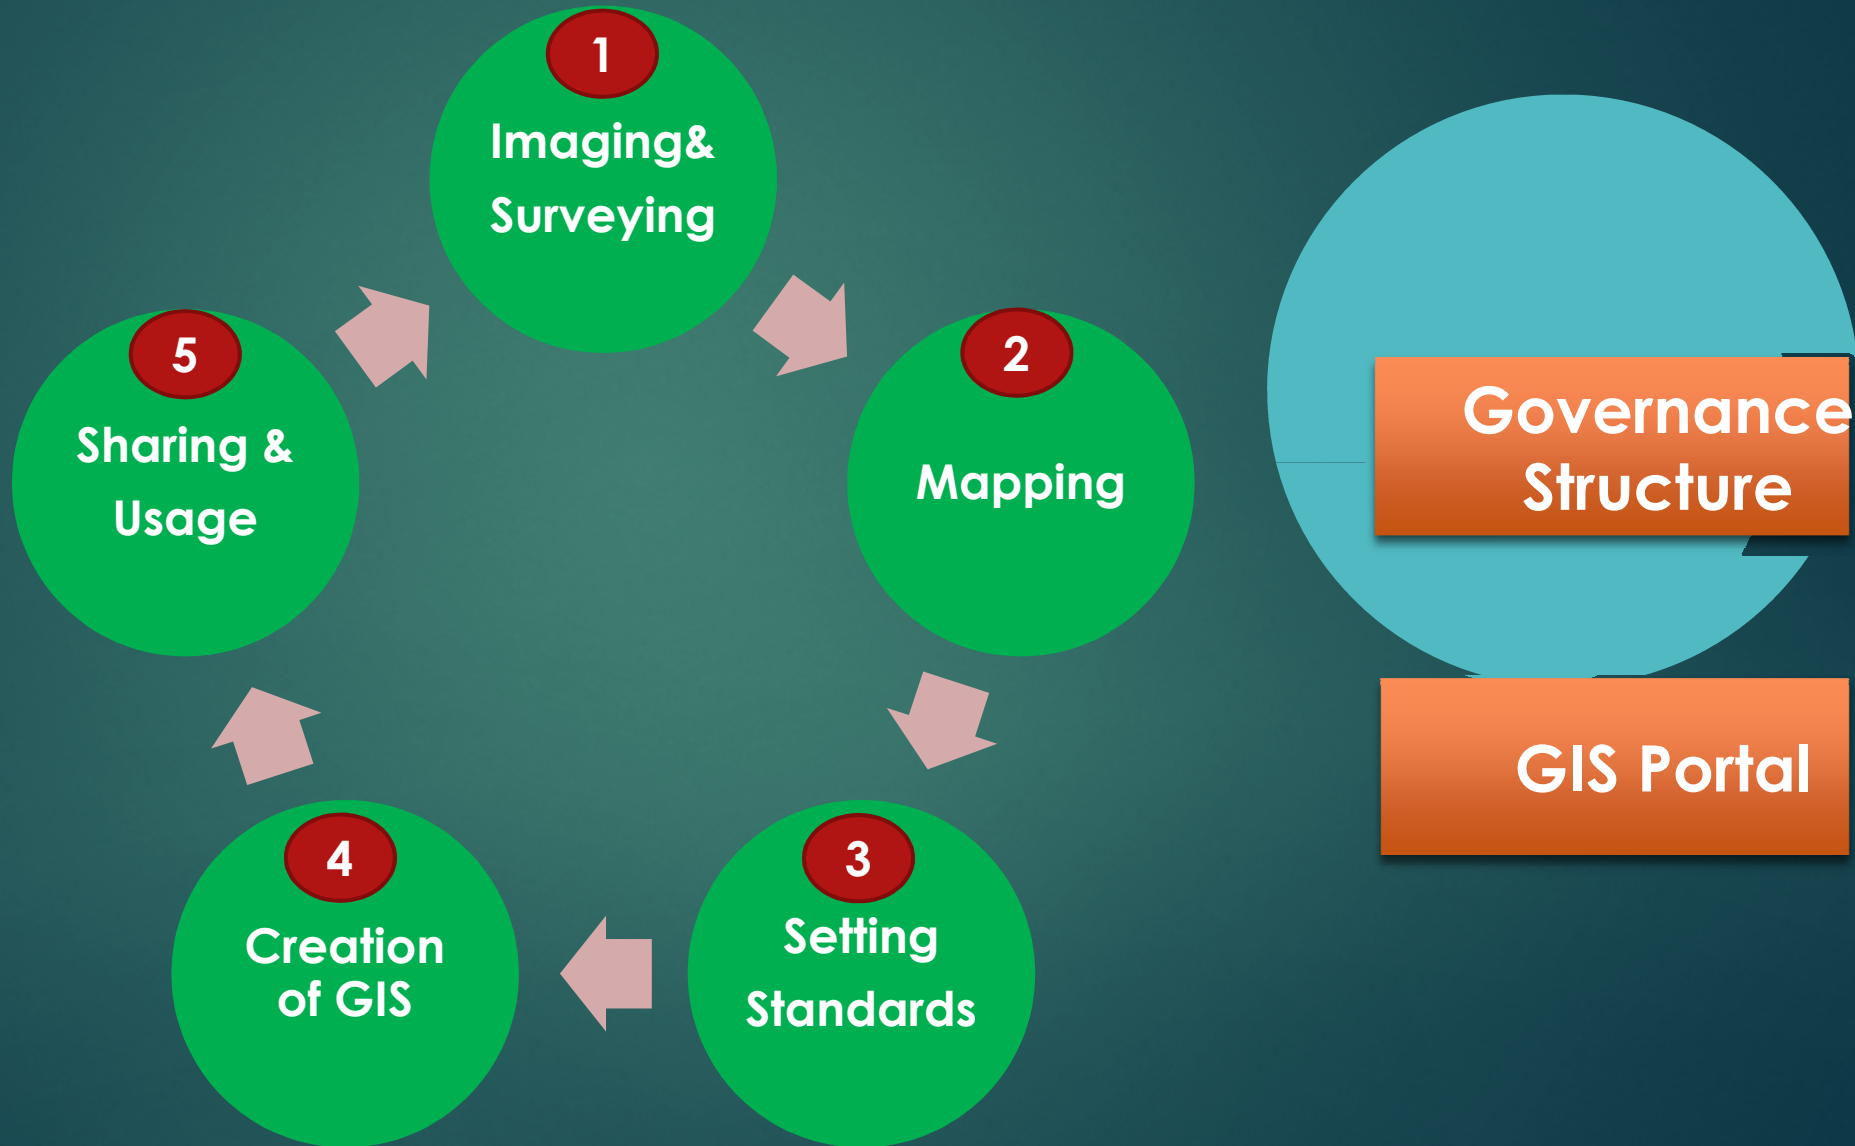 1
Imaging&
Surveying
2
Mapping
3
Setting
Standards
4
Creation
of GIS
5
Sharing &
Usage
Governance
Structure
GIS Portal